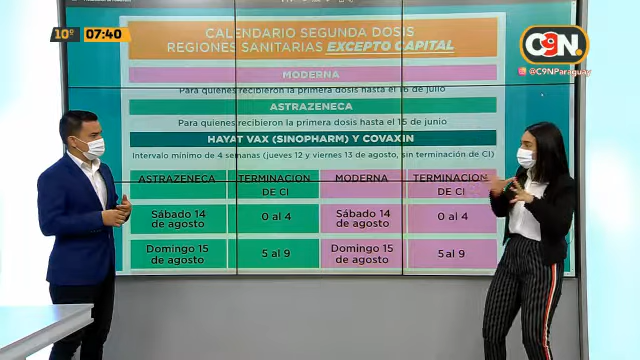 10º
07:40
C9N
@C9NParaguay
CALENDARIO SEGUNDA DOSIS
REGIONES SANITARIAS EXCEPTO CAPITAL
MODERNA
Para quienes recibieron la primera dosis hasta el 16 de julio
ASTRAZENECA
Para quienes recibieron la primera dosis hasta el 15 de junio
HAYAT VAX (SINOPHARM) Y COVAXIN
Intervalo mínimo de 4 semanas (jueves 12 y viernes 13 de agosto, sin terminación de CI)
ASTRAZENECA TERMINACION DE CI MODERNA TERMINACION DE CI
Sábado 14 de agosto 0 al 4 Sábado 14 de agosto 0 al 4
Domingo 15 de agosto 5 al 9 Domingo 15 de agosto 5 al 9